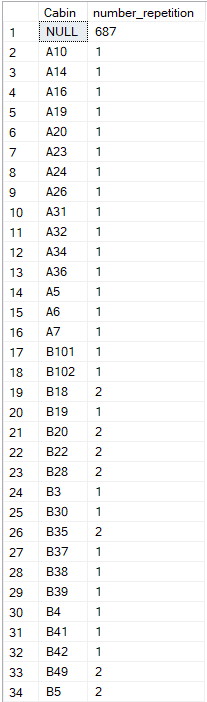 Cabin number_repetition
1 NULL 687
2 A10 1
3 A14 1
4 A16 1
5 A19 1
6 A20 1
7 A23 1
8 A24 1
9 A26 1
10 A31 1
11 A32 1
12 A34 1
13 A36 1
14 A5 1
15 A6 1
16 A7 1
17 B101 1
18 B102 1
19 B18 2
20 B19 1
21 B20 2
22 B22 2
23 B28 2
24 B3 1
25 B30 1
26 B35 2
27 B37 1
28 B38 1
29 B39 1
30 B4 1
31 B41 1
32 B42 1
33 B49 2
34 B5 2